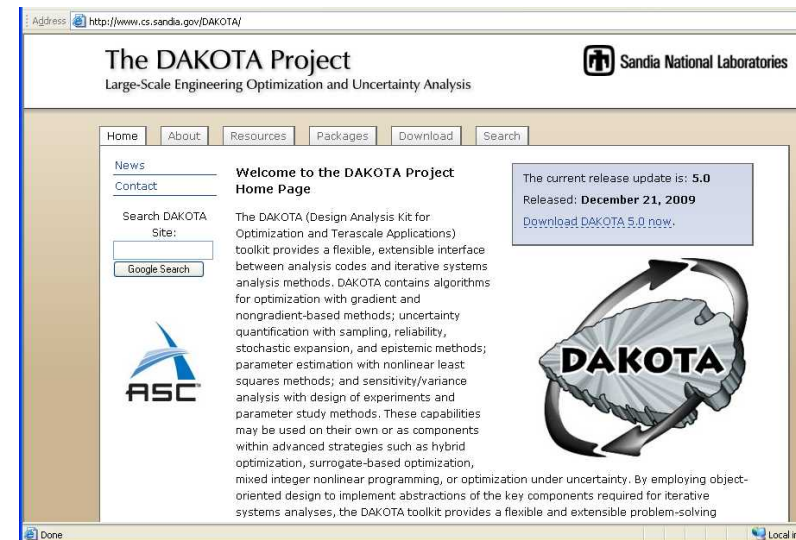 Address http://www.cs.sandia.gov/DAKOTA/
The DAKOTA Project
Large-Scale Engineering Optimization and Uncertainty Analysis
Sandia National Laboratories
Home About Resources Packages Download Search
News
Contact
Search DAKOTA
Site:
Google Search
ASC
Welcome to the DAKOTA Project
Home Page
The DAKOTA (Design Analysis Kit for
Optimization and Terascale Applications)
toolkit provides a flexible, extensible interface
between analysis codes and iterative systems
analysis methods. DAKOTA contains algorithms
for optimization with gradient and
nongradient-based methods; uncertainty
quantification with sampling, reliability,
stochastic expansion, and epistemic methods;
parameter estimation with nonlinear least
squares methods; and sensitivity/variance
analysis with design of experiments and
parameter study methods. These capabilities
may be used on their own or as components
within advanced strategies such as hybrid
optimization, surrogate-based optimization,
mixed integer nonlinear programming, or optimization under uncertainty. By employing object-
oriented design to implement abstractions of the key components required for iterative
systems analyses, the DAKOTA toolkit provides a flexible and extensible problem-solving
The current release update is: 5.0
Released: December 21, 2009
Download DAKOTA 5.0 now.
DAKOTA
Done
Local in